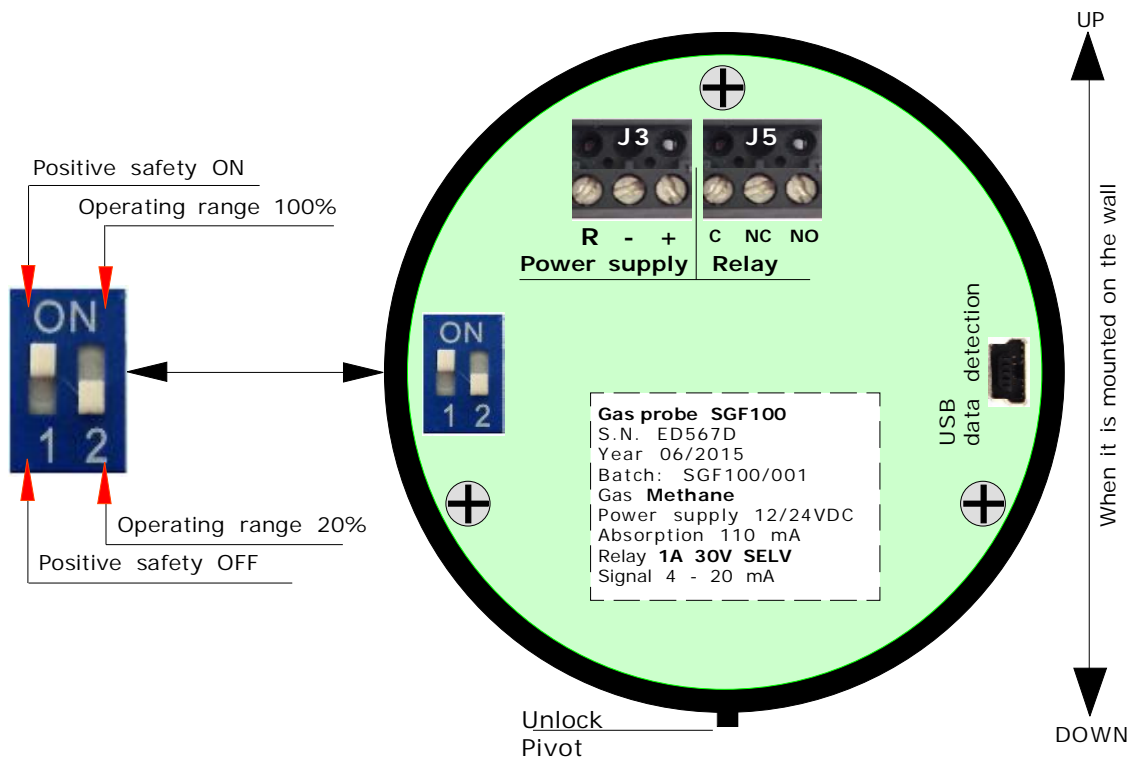 UP
J3 J5
Positive safety ON
Operating range 100%
R - + C NC NO
Power supply Relay
ON
1 2
ON
1 2
USB
data detection
When it is mounted on the wall
Gas probe SGF100
S.N. ED567D
Year 06/2015
Batch: SGF100/001
Gas Methane
Power supply 12/24VDC
Absorption 110 mA
Relay 1A 30V SELV
Signal 4 - 20 mA
Operating range 20%
Positive safety OFF
Unlock
Pivot
DOWN